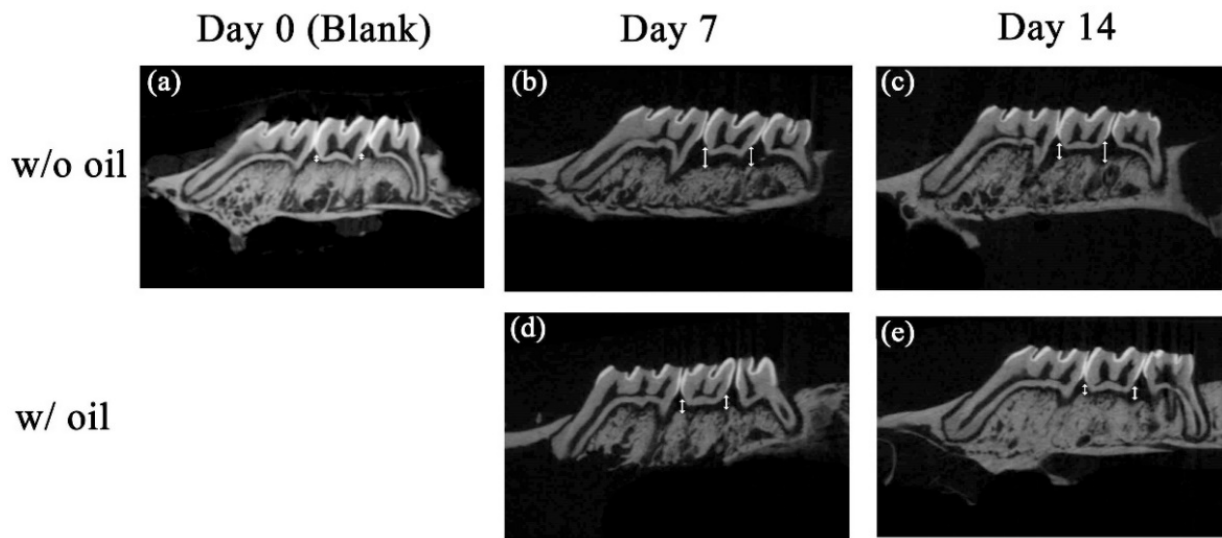 Day 0 (Blank)
Day 7
Day 14
w/o oil
(a)
(b)
(c)
w/ oil
(d)
(e)